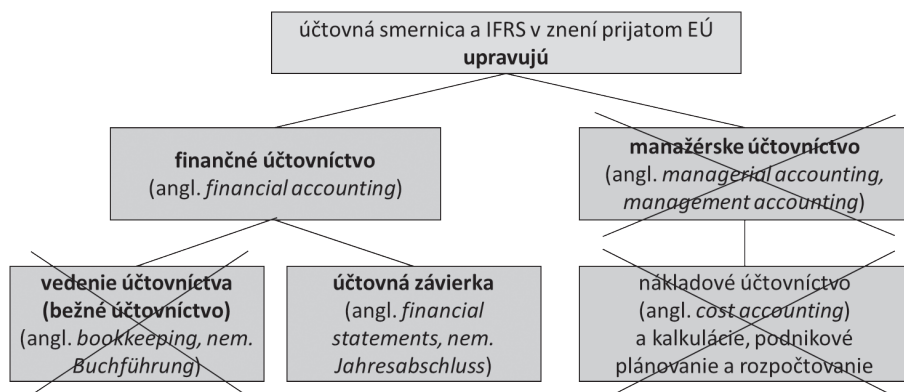 účtovná smernica a IFRS v znení prijatom EÚ
upravujú
finančné účtovníctvo
(angl. financial accounting)
manažérske účtovníctvo
(angl. managerial accounting,
management accounting)
vedenie účtovníctva
(bežné účtovníctvo)
(angl. bookkeeping, nem.
Buchführung)
účtovná závierka
(angl. financial
statements, nem.
Jahresabschluss)
nákladové účtovníctvo
(angl. cost accounting)
a kalkulácie, podnikové
plánovanie a rozpočtovanie